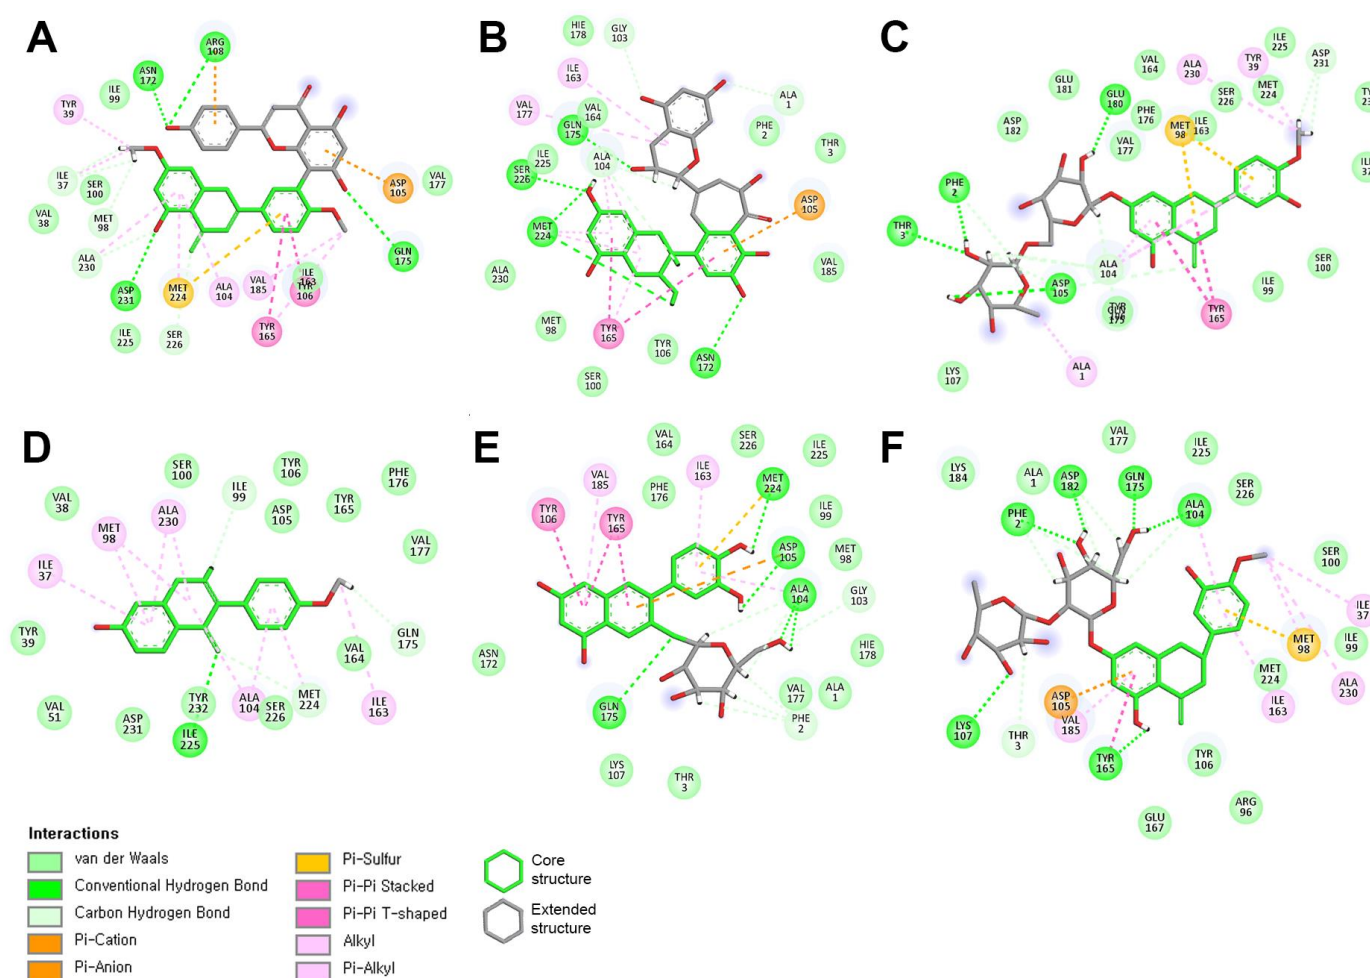 A
ARG
108
ASN
172
ILE
99
TYR
39
ILE
37
SER
100
VAL
38
MET
98
ALA
230
ASP
231
MET
224
ALA
104
VAL
185
ILE
163
TYR
106
TYR
165
ILE
225
SER
226
ASP
105
VAL
177
GLN
175
B
HIE
178
GLY
103
ILE
163
VAL
177
VAL
164
GLN
175
ALA
1
PHE
2
THR
3
ILE
225
ALA
104
SER
226
ASP
105
MET
224
VAL
185
ALA
230
MET
98
TYR
165
TYR
106
ASN
172
SER
100
C
ILE
225
ASP
231
TYR
39
ALA
230
VAL
164
GLU
181
MET
224
SER
226
GLU
180
PHE
176
MET
98
ILE
163
ASP
182
VAL
177
ILE
37
PHE
2
THR
3
ALA
104
ASP
105
GLN
175
ILE
99
SER
100
TYR
165
LYS
107
ALA
1
D
SER
100
TYR
106
PHE
176
ILE
99
VAL
38
ALA
230
ASP
105
TYR
165
MET
98
VAL
177
ILE
37
TYR
39
VAL
164
GLN
175
VAL
51
ASP
231
TYR
232
ALA
104
SER
226
MET
224
ILE
163
ILE
225
E
VAL
164
SER
226
ILE
225
VAL
185
ILE
163
PHE
176
MET
224
TYR
106
TYR
165
ILE
99
ASP
105
MET
98
ALA
104
GLY
103
ASN
172
HIE
178
VAL
177
ALA
1
GLN
175
PHE
2
LYS
107
THR
3
F
VAL
177
ILE
225
LYS
184
ALA
1
ASP
182
GLN
175
SER
226
PHE
2
ALA
104
SER
100
ILE
37
MET
98
ILE
99
MET
224
ALA
230
ASP
105
VAL
185
ILE
163
LYS
107
THR
3
TYR
165
TYR
106
ARG
96
GLU
167
Interactions
van der Waals
Conventional Hydrogen Bond
Carbon Hydrogen Bond
Pi-Cation
Pi-Anion
Pi-Sulfur
Pi-Pi Stacked
Pi-Pi T-shaped
Alkyl
Pi-Alkyl
Core
structure
Extended
structure